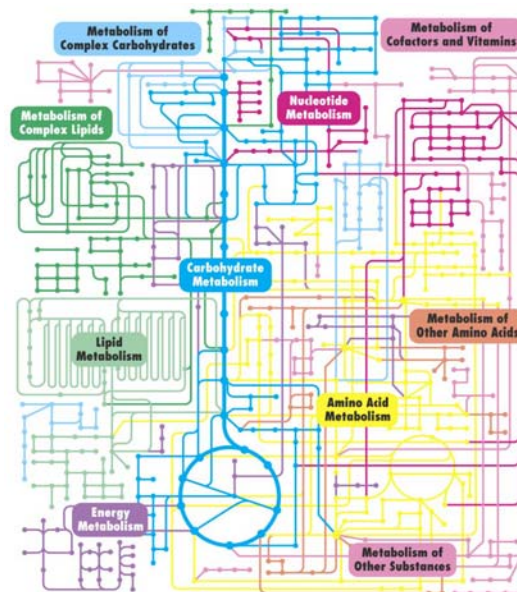 Metabolism of
Complex Carbohydrates
Metabolism of
Cofactors and Vitamins
Nucleotide
Metabolism
Metabolism of
Complex Lipids
Carbohydrate
Metabolism
Metabolism of
Other Amino Acids
Lipid
Metabolism
Amino Acid
Metabolism
Energy
Metabolism
Metabolism of
Other Substances